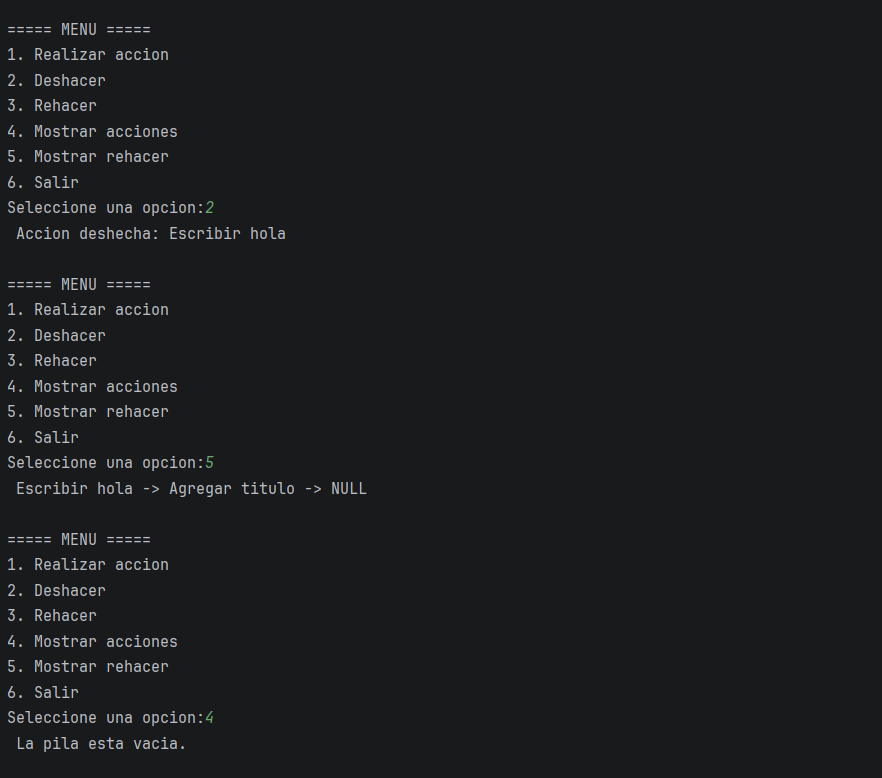 ===== MENU =====
1. Realizar accion
2. Deshacer
3. Rehacer
4. Mostrar acciones
5. Mostrar rehacer
6. Salir
Seleccione una opcion:2
 Accion deshecha: Escribir hola

===== MENU =====
1. Realizar accion
2. Deshacer
3. Rehacer
4. Mostrar acciones
5. Mostrar rehacer
6. Salir
Seleccione una opcion:5
 Escribir hola -> Agregar titulo -> NULL

===== MENU =====
1. Realizar accion
2. Deshacer
3. Rehacer
4. Mostrar acciones
5. Mostrar rehacer
6. Salir
Seleccione una opcion:4
 La pila esta vacia.